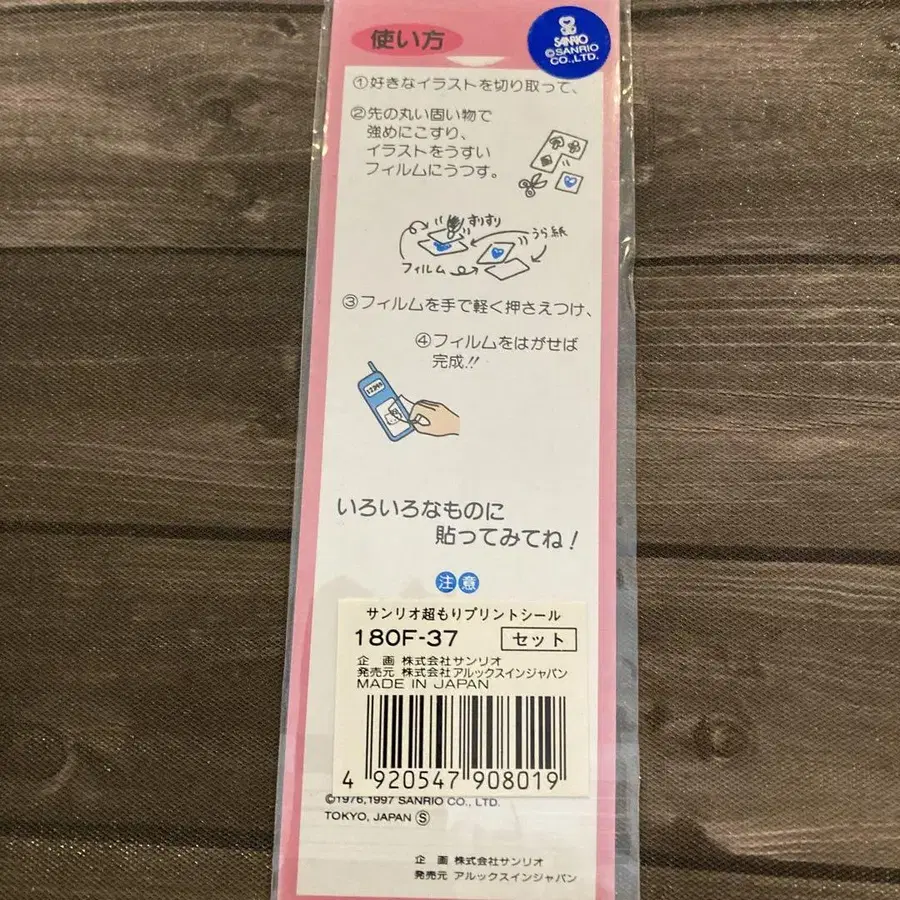 使い方
SANRIO
©SANRIO
CO.,LTD.
①好きなイラストを切り取って、
②先の丸い固い物で
強めにこすり、
イラストをうすい
フィルムにうつす。
すりすり
うら紙
フィルム
③フィルムを手で軽く押さえつけ、
④フィルムをはがせば
完成!!
いろいろなものに
貼ってみてね!
注意
サンリオ超もりプリントシール
180F-37 セット
企 画 株式会社サンリオ
発売元 株式会社アルックスインジャパン
MADE IN JAPAN
4 920547 908019
©1976,1997 SANRIO CO., LTD.
TOKYO, JAPAN Ⓢ
企 画 株式会社サンリオ
発売元 アルックスインジャパン